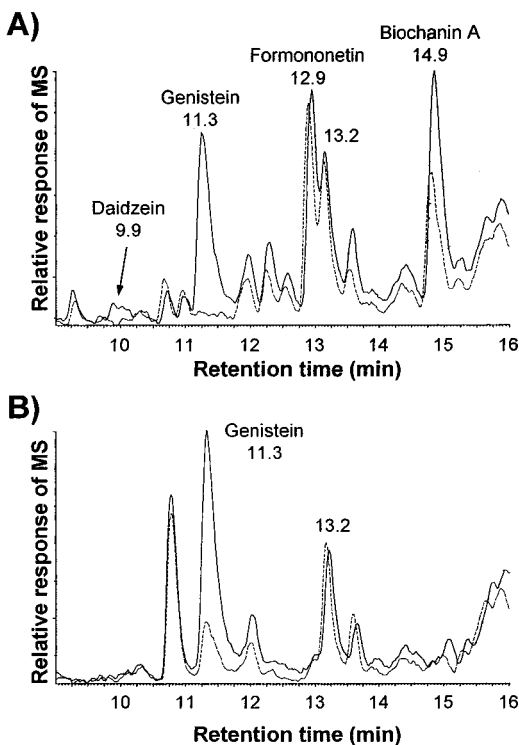 A)
Relative response of MS
Biochanin A
14.9
Formononetin
12.9
13.2
Genistein
11.3
Daidzein
9.9
10 11 12 13 14 15 16
Retention time (min)
B)
Relative response of MS
Genistein
11.3
13.2
10 11 12 13 14 15 16
Retention time (min)